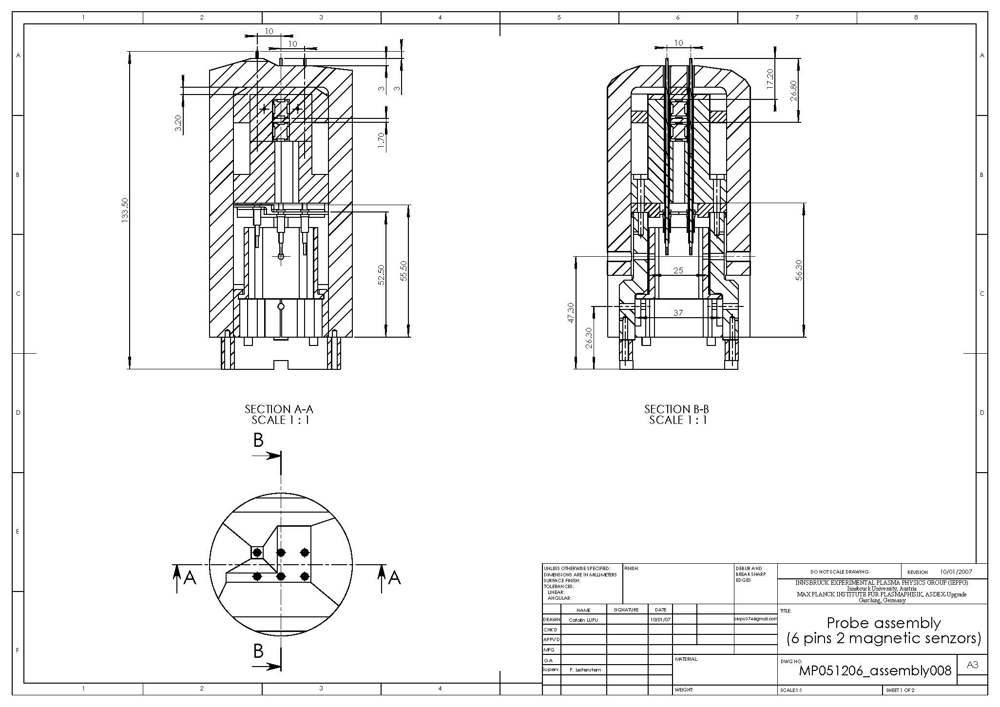 1 2 3 4 5 6 7 8
A A
B B
C C
D D
E
F
10
10
3
3
3.20
1.70
133.50
52.50
55.50
10
17.20
26.80
25
37
47.30
26.30
56.30
SECTION A-A
SCALE 1 : 1
SECTION B-B
SCALE 1 : 1
B
A A
B
UNLESS OTHERWISE SPECIFIED:
DIMENSIONS ARE IN MILLIMETERS
SURFACE FINISH:
TOLERANCES:
LINEAR:
ANGULAR:
FINISH:
DEBUR AND
BREAK SHARP
EDGES
DO NOT SCALE DRAWING
REVISION 10/01/2007
INNSBRUCK EXPERIMENTAL PLASMA PHYSICS GROUP (IEPPG)
Innsbruck University, Austria
MAX PLANCK INSTITUTE FÜR PLASMAPHISIK, ASDEX-Upgrade
Garching, Germany
NAME SIGNATURE DATE
DRAWN Catalin LUPU 10/01/07 clupu374@gmail.com
CHK'D
APPV'D
MFG
Q.A
Superv. P. Leitenstern
TITLE:
Probe assembly
(6 pins 2 magnetic senzors)
MATERIAL:
DWG NO.
MP051206_assembly008
A3
WEIGHT:
SCALE:1:1
SHEET 1 OF 2
1 2 3 4